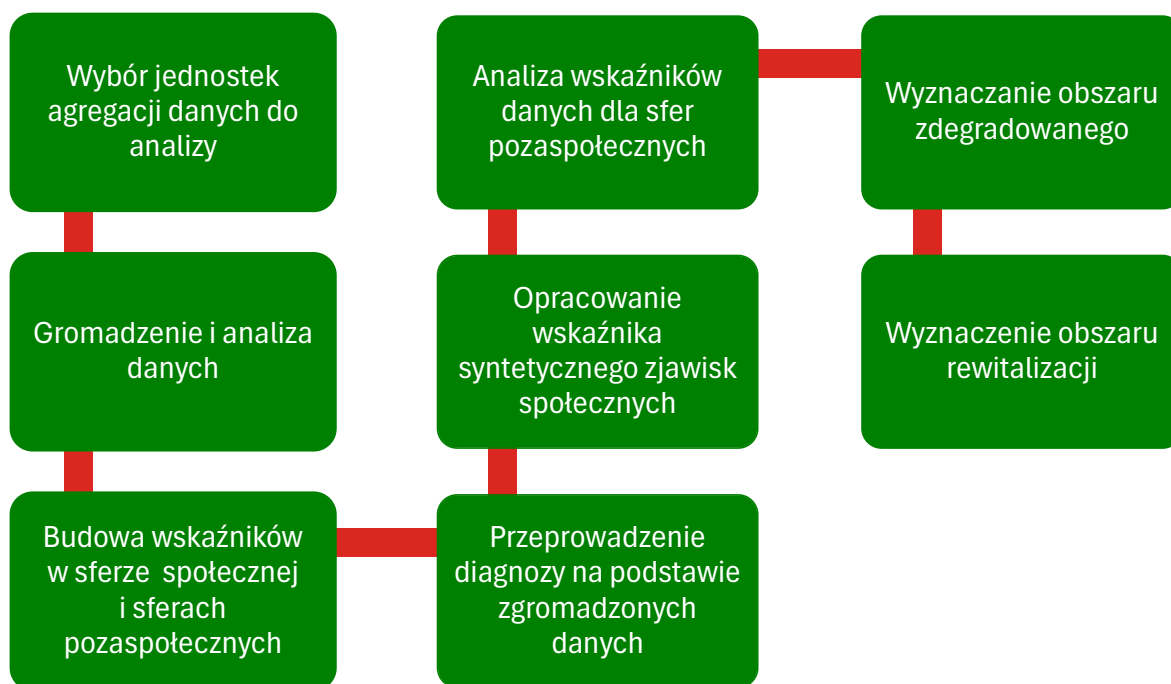 Wybór jednostek
agregacji danych do
analizy
Gromadzenie i analiza
danych
Budowa wskaźników
w sferze społecznej
i sferach
pozaspołecznych
Przeprowadzenie
diagnozy na podstawie
zgromadzonych
danych
Opracowanie
wskaźnika
syntetycznego zjawisk
społecznych
Analiza wskaźników
danych dla sfer
pozaspołecznych
Wyznaczanie obszaru
zdegradowanego
Wyznaczenie obszaru
rewitalizacji